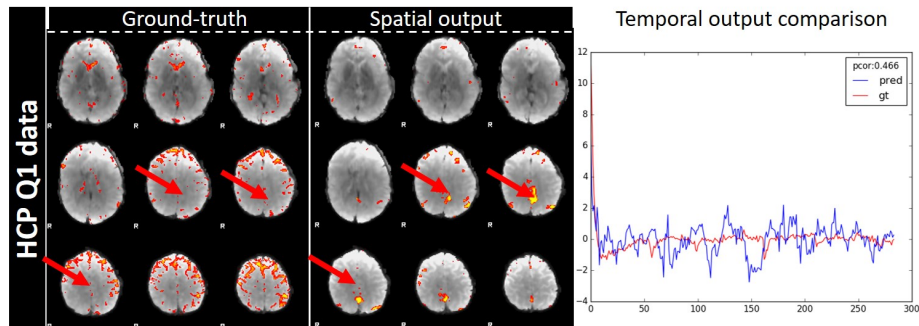 Ground-truth
Spatial output
Temporal output comparison
HCP Q1 data
R
R
R
R
R
R
12
10
8
6
4
2
0
−2
−4
0
50
100
150
200
250
300
pcor:0.466
pred
gt